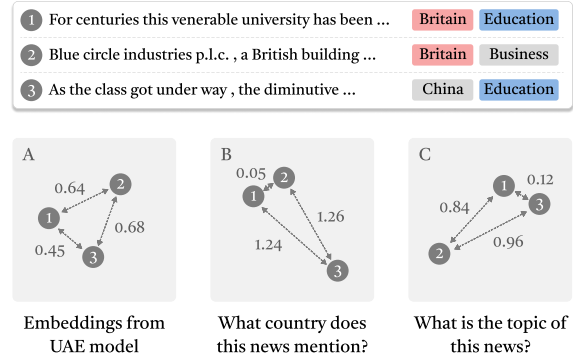 1 For centuries this venerable university has been ... Britain Education
2 Blue circle industries p.l.c. , a British building ... Britain Business
3 As the class got under way , the diminutive ... China Education
A
0.64
2
1
0.68
0.45
3
B
0.05
2
1
1.26
1.24
3
C
1
0.12
3
0.84
0.96
2
Embeddings from
UAE model
What country does
this news mention?
What is the topic of
this news?